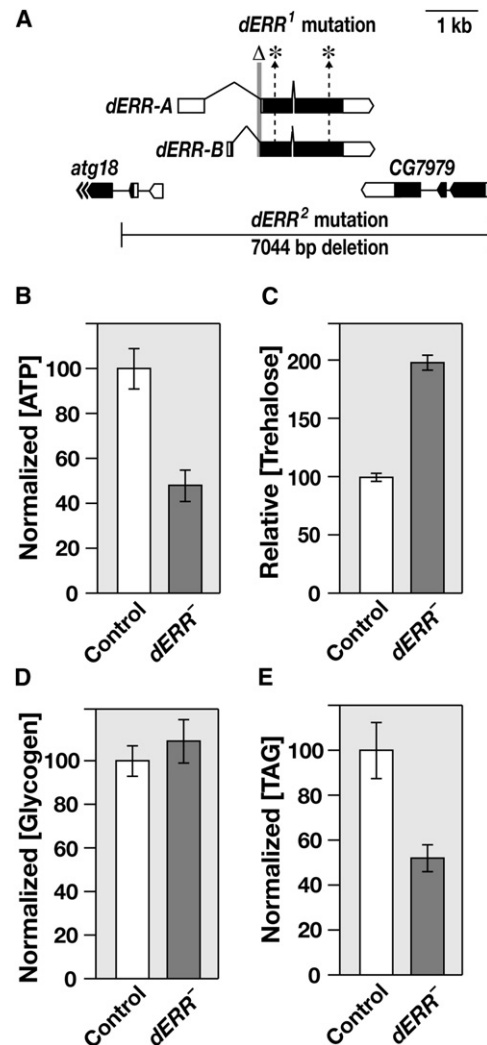 A
dERR¹ mutation
1 kb
Δ * *
dERR-A
dERR-B
atg18
CG7979
dERR² mutation
7044 bp deletion
B
Normalized [ATP]
100
80
60
40
20
0
Control
dERR⁻
C
Relative [Trehalose]
200
150
100
50
0
Control
dERR⁻
D
Normalized [Glycogen]
100
80
60
40
20
0
Control
dERR⁻
E
Normalized [TAG]
100
80
60
40
20
0
Control
dERR⁻